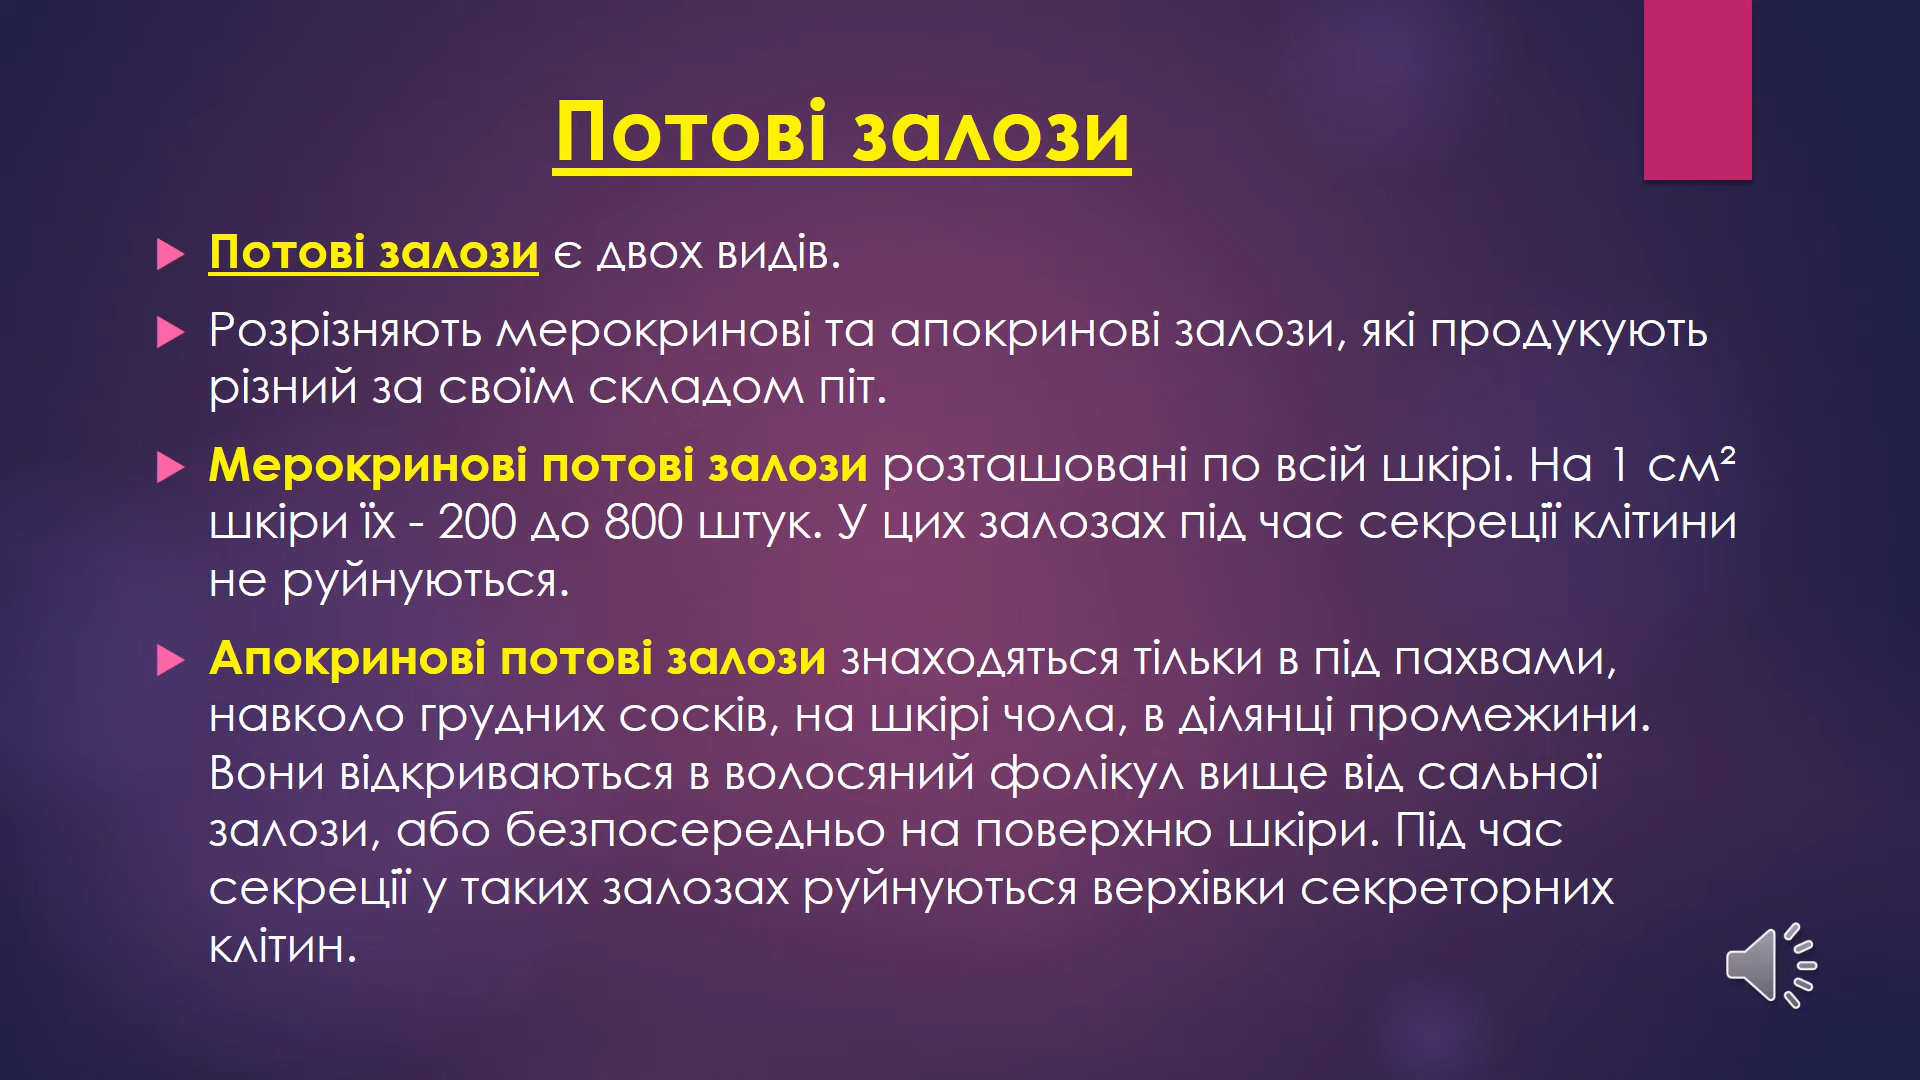 Потові залози
Потові залози є двох видів.
Розрізняють мерокринові та апокринові залози, які продукують
різний за своїм складом піт.
Мерокринові потові залози розташовані по всій шкірі. На 1 см²
шкіри їх - 200 до 800 штук. У цих залозах під час секреції клітини
не руйнуються.
Апокринові потові залози знаходяться тільки в під пахвами,
навколо грудних сосків, на шкірі чола, в ділянці промежини.
Вони відкриваються в волосяний фолікул вище від сальної
залози, або безпосередньо на поверхню шкіри. Під час
секреції у таких залозах руйнуються верхівки секреторних
клітин.